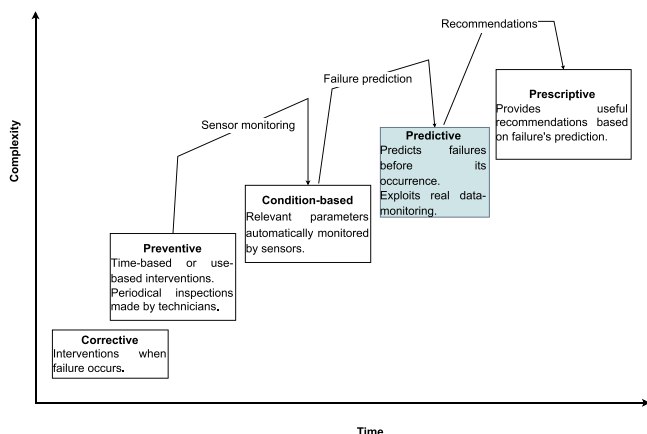 Recommendations
Prescriptive
Provides useful
recommendations based
on failure's prediction.
Failure prediction
Predictive
Predicts failures
before its
occurrence.
Exploits real data-
monitoring.
Sensor monitoring
Condition-based
Relevant parameters
automatically monitored
by sensors.
Preventive
Time-based or use-
based interventions.
Periodical inspections
made by technicians.
Corrective
Interventions when
failure occurs.
Complexity
Time